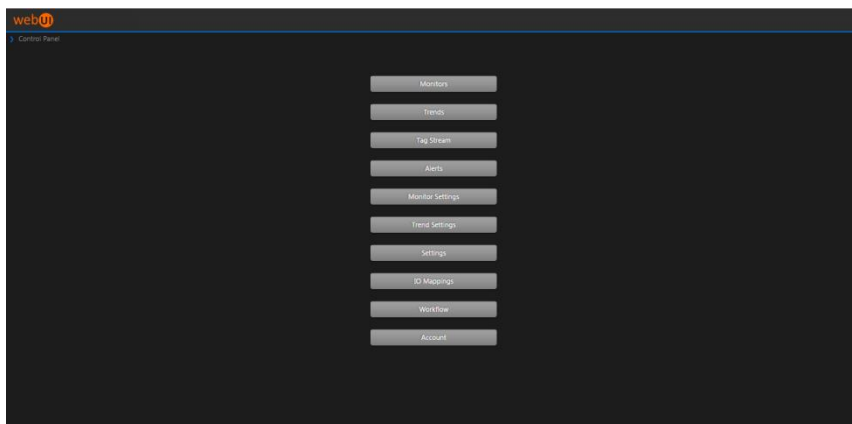 webUI
> Control Panel
Monitors
Trends
Tag Stream
Alerts
Monitor Settings
Trend Settings
Settings
IO Mappings
Workflow
Account